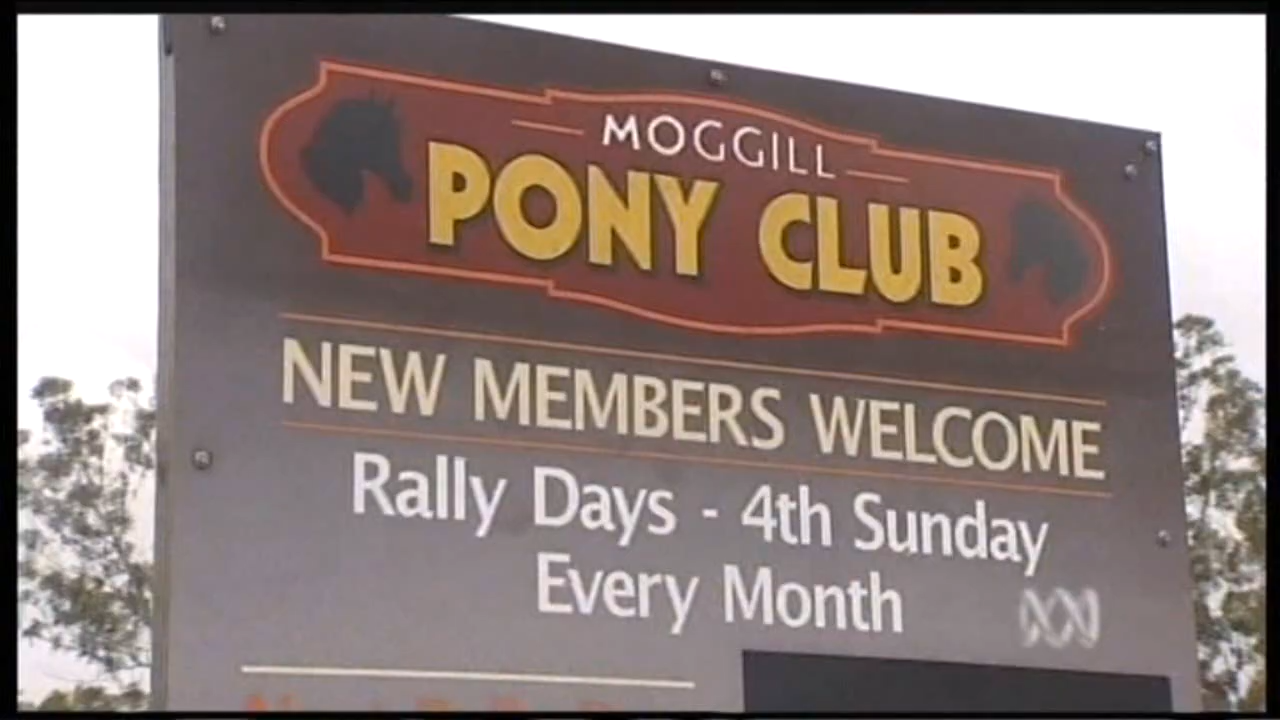 MOGGILL
PONY CLUB
NEW MEMBERS WELCOME
Rally Days - 4th Sunday
Every Month